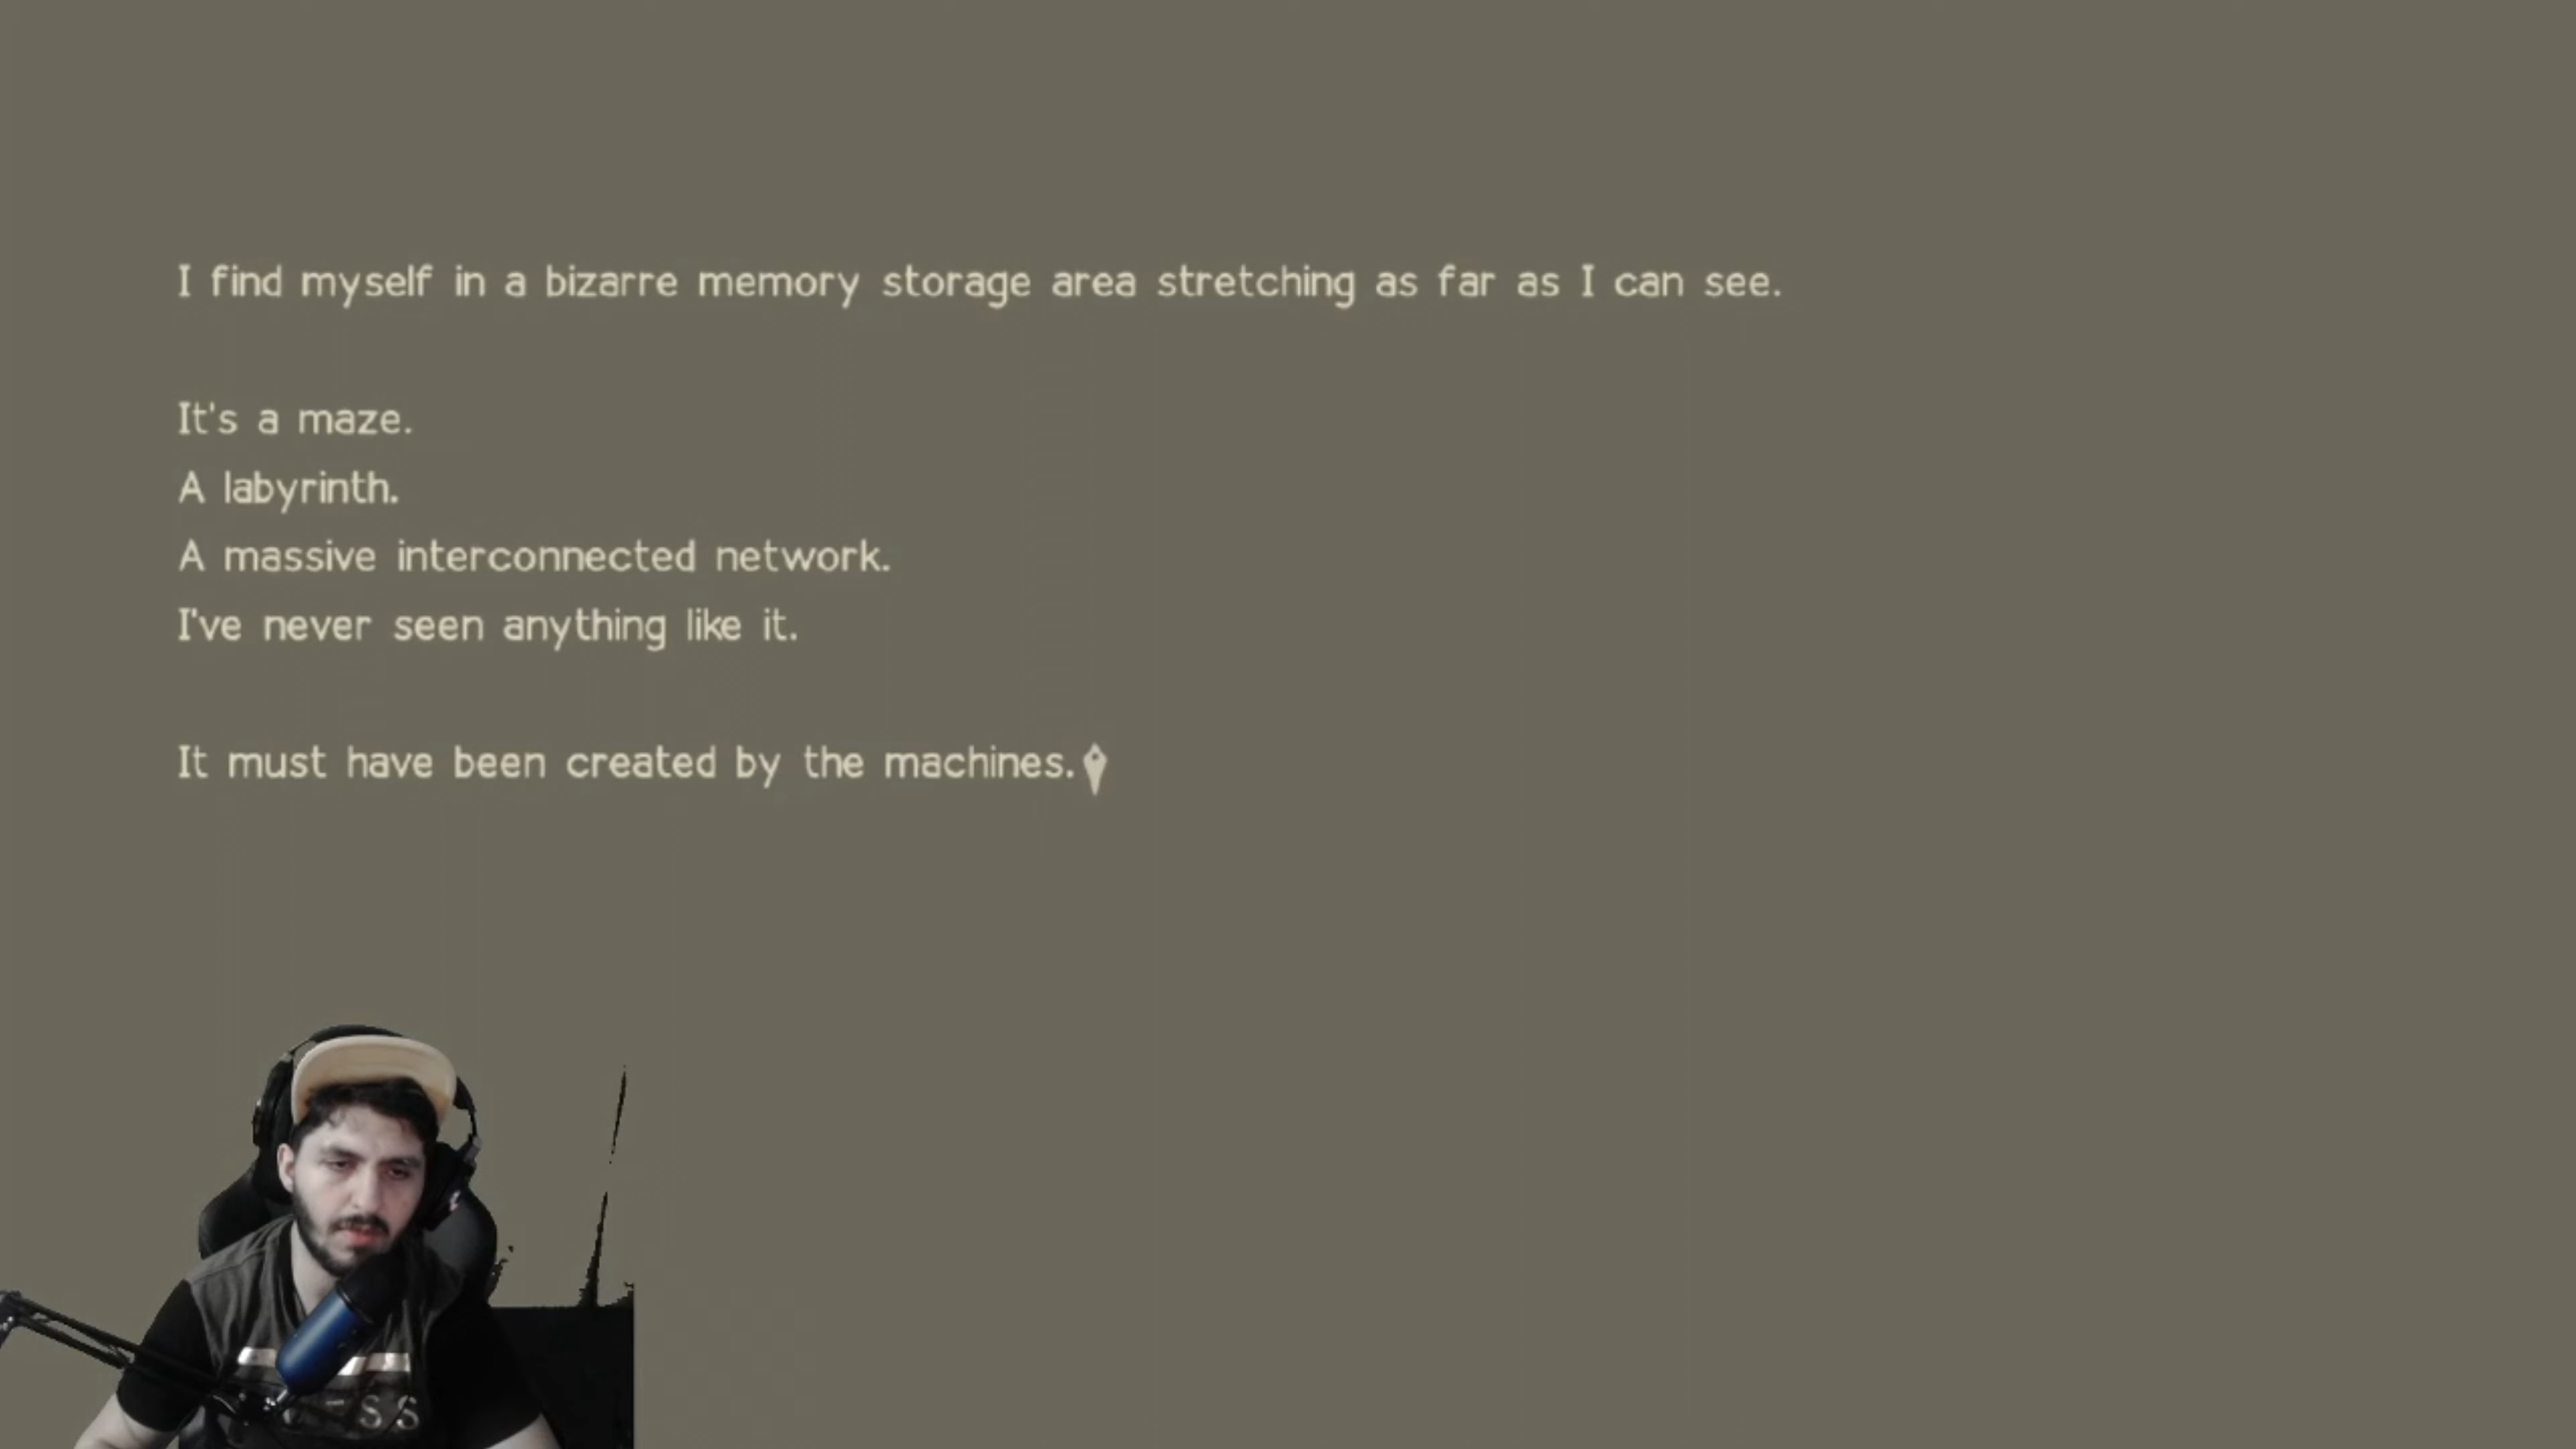 I find myself in a bizarre memory storage area stretching as far as I can see.
It's a maze.
A labyrinth.
A massive interconnected network.
I've never seen anything like it.
It must have been created by the machines.